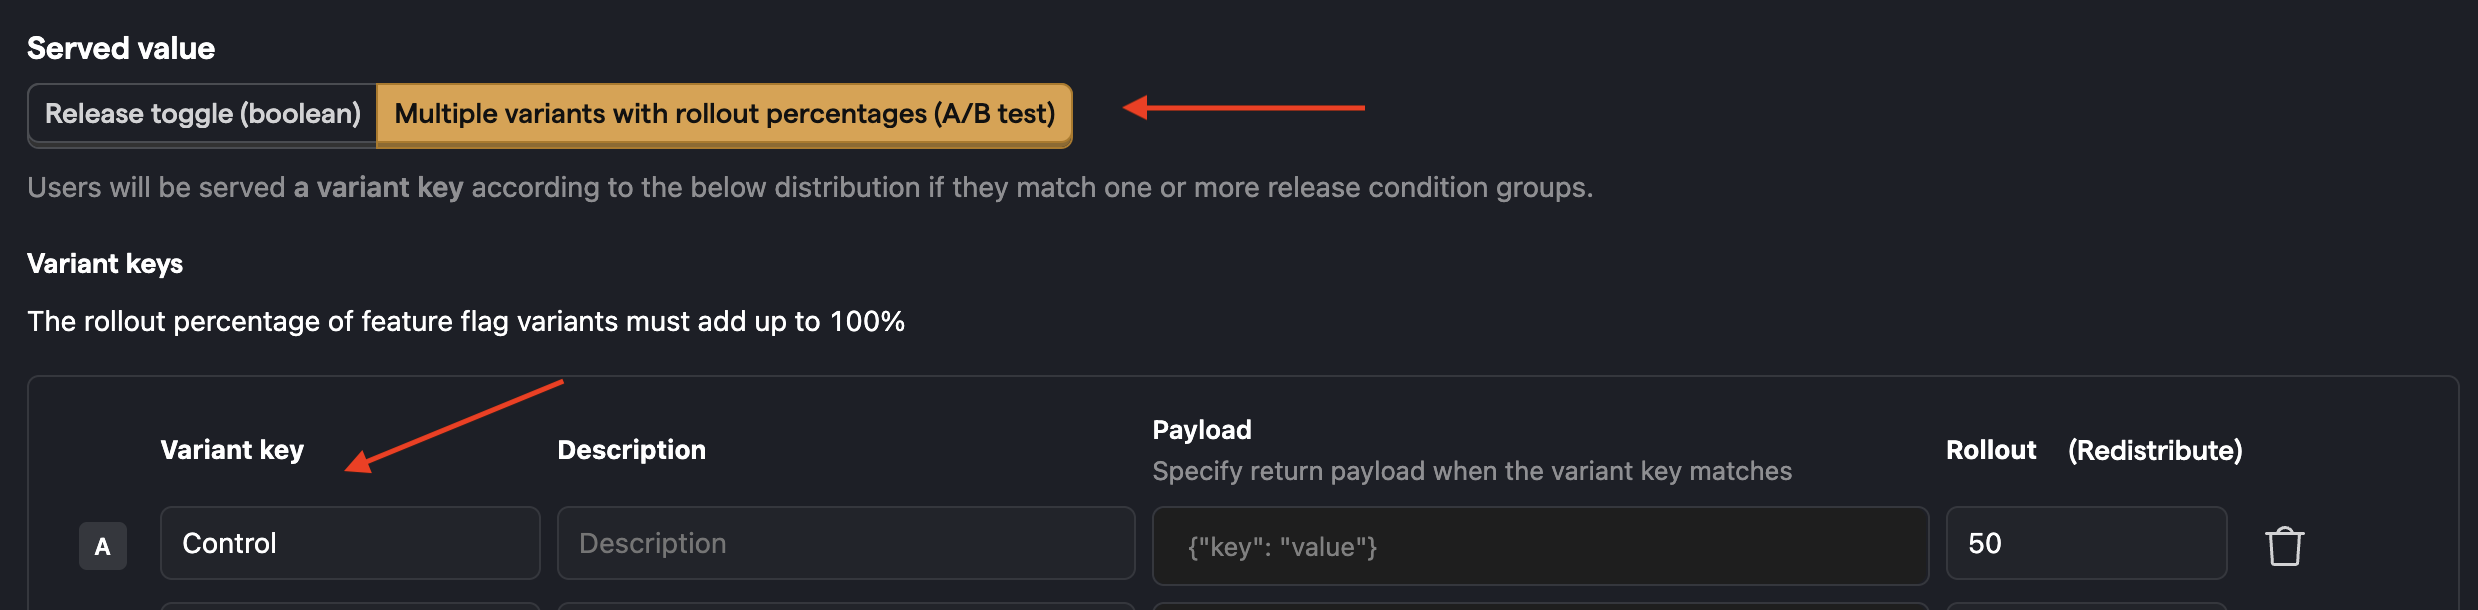 Served value
Release toggle (boolean) Multiple variants with rollout percentages (A/B test)
Users will be served a variant key according to the below distribution if they match one or more release condition groups.
Variant keys
The rollout percentage of feature flag variants must add up to 100%
Variant key Description Payload Rollout (Redistribute)
Specify return payload when the variant key matches
A Control Description {"key": "value"} 50